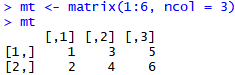 > mt <- matrix(1:6, ncol = 3)
> mt
     [,1] [,2] [,3]
[1,]    1    3    5
[2,]    2    4    6